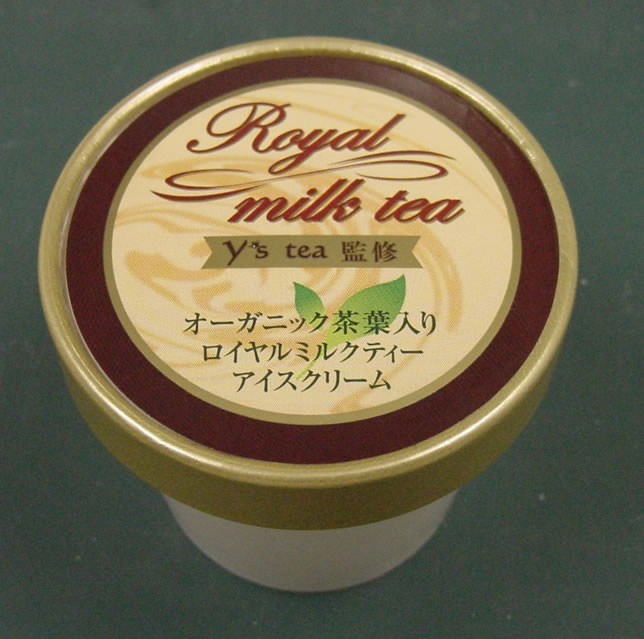 Royal
milk tea
y's tea 監修
オーガニック茶葉入り
ロイヤルミルクティー
アイスクリーム